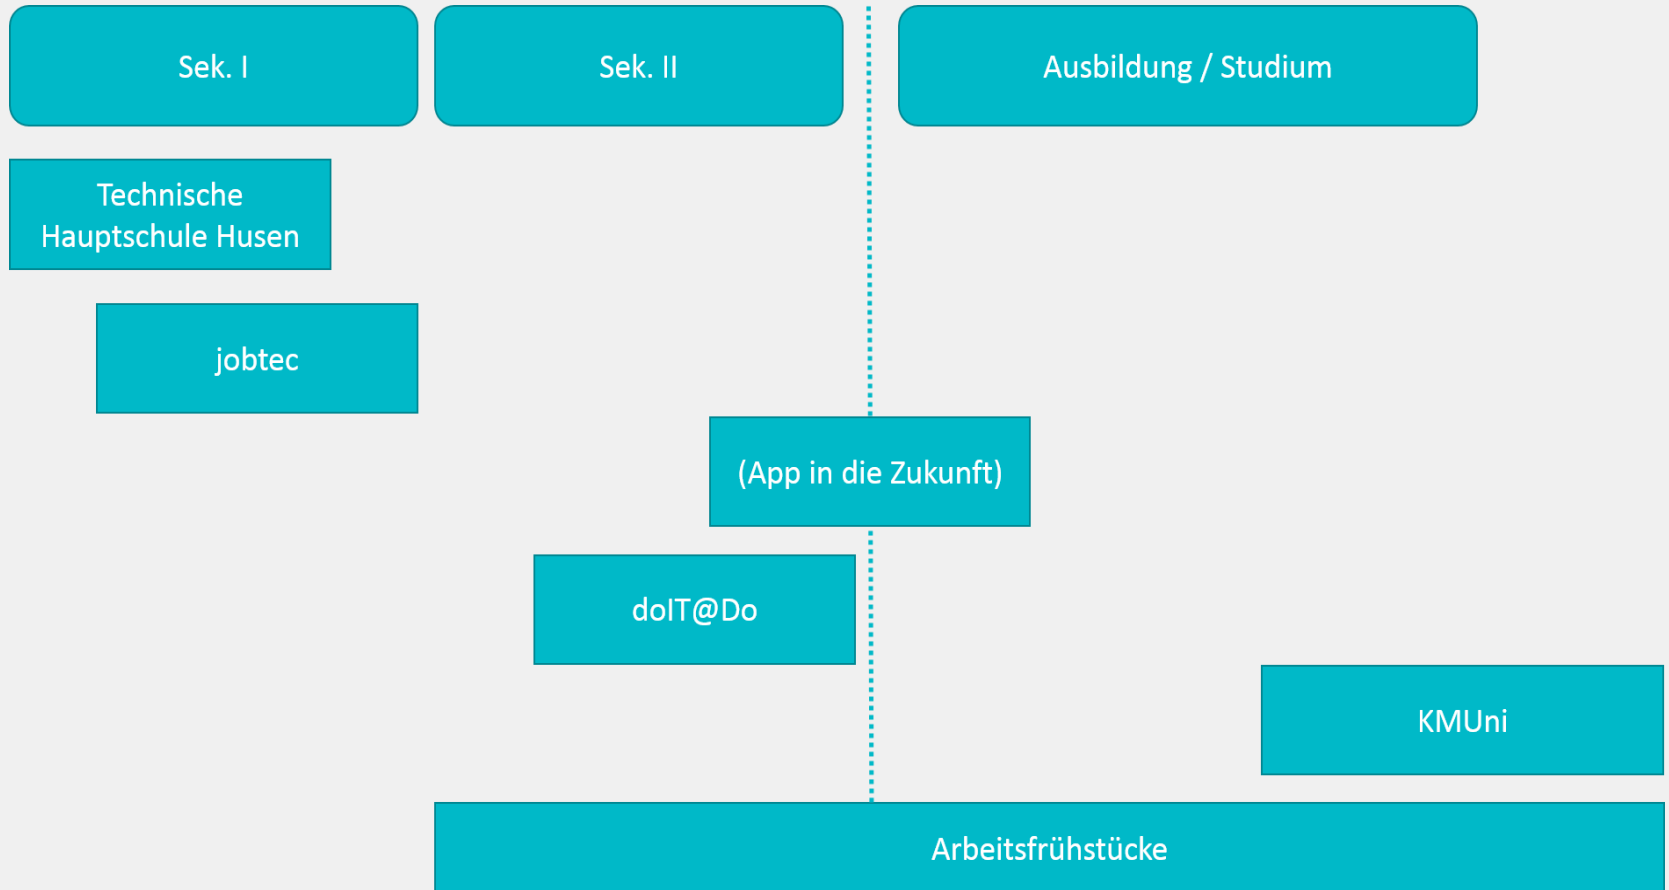 Sek. I
Sek. II
Ausbildung / Studium
Technische
Hauptschule Husen
jobtec
(App in die Zukunft)
doIT@Do
KMUni
Arbeitsfrühstücke